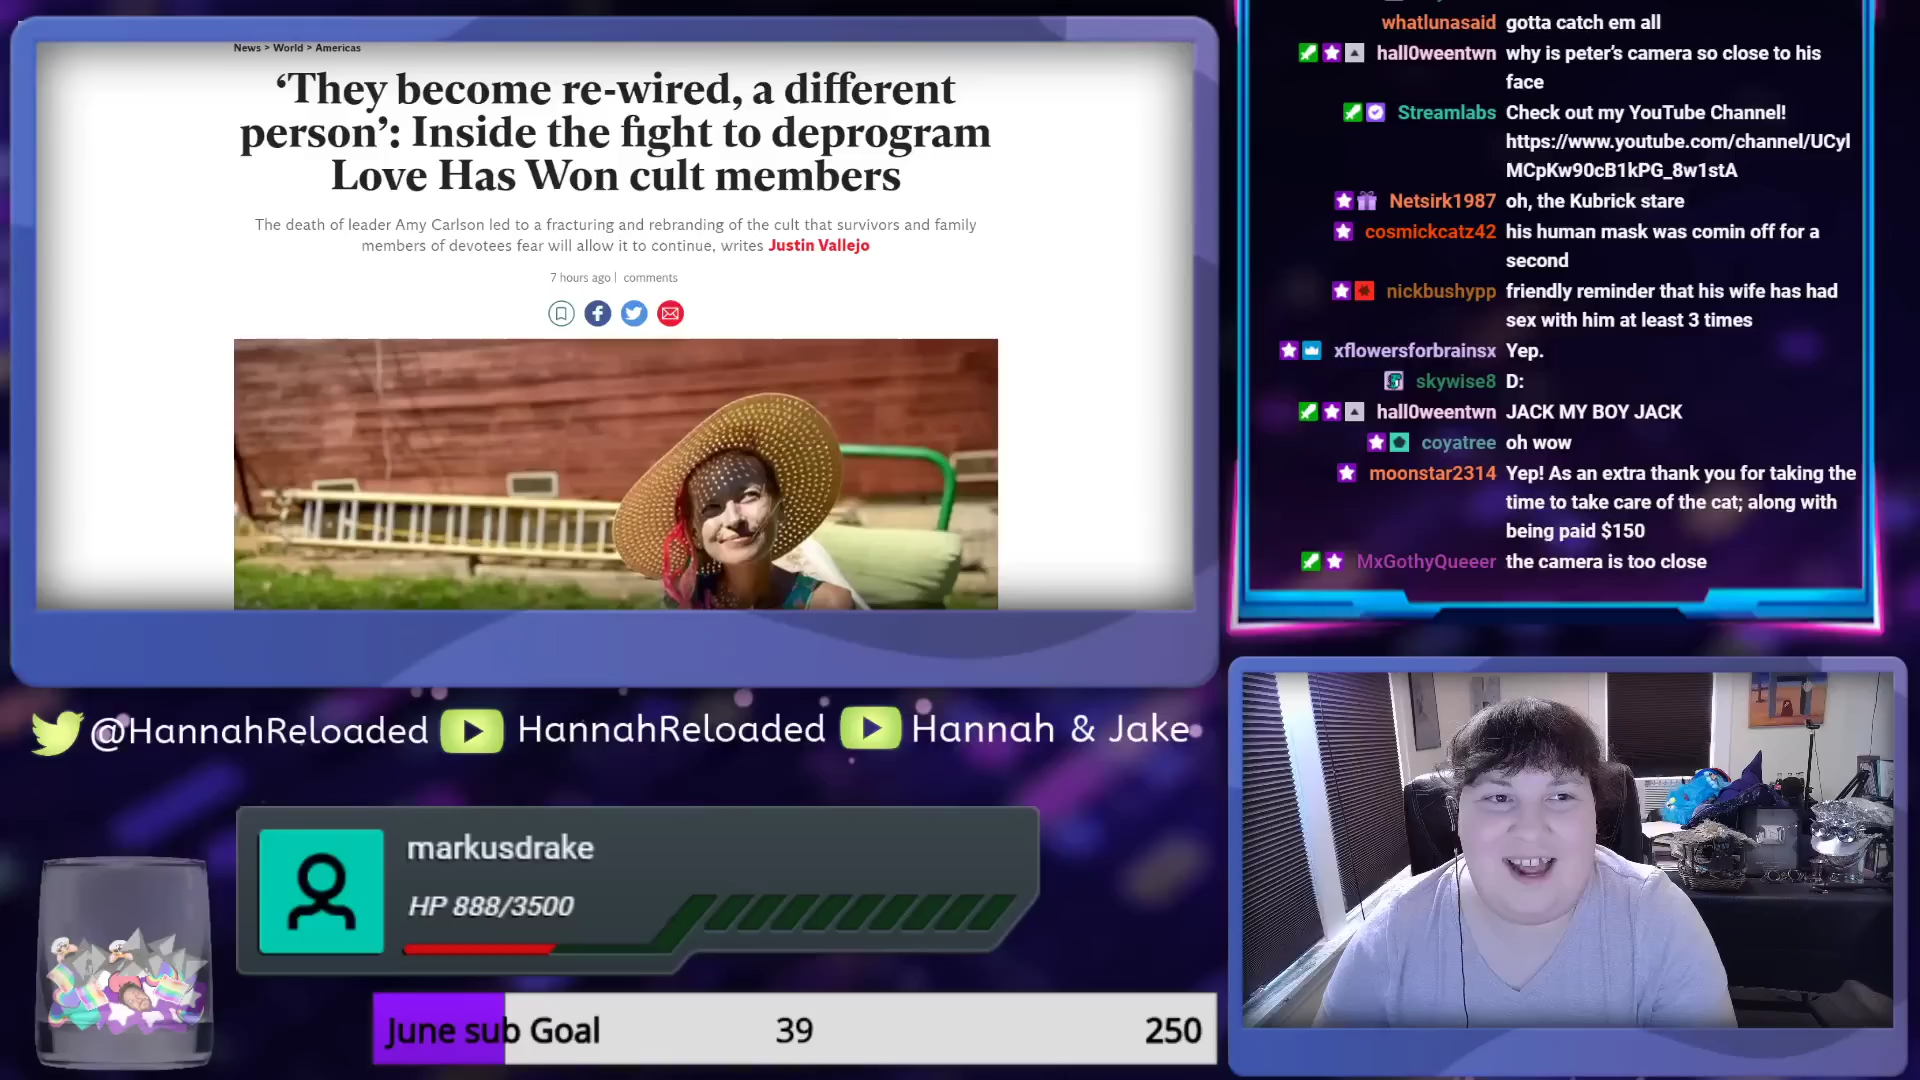 News > World > Americas
‘They become re-wired, a different
person’: Inside the fight to deprogram
Love Has Won cult members
The death of leader Amy Carlson led to a fracturing and rebranding of the cult that survivors and family
members of devotees fear will allow it to continue, writes Justin Vallejo
7 hours ago | comments
whatlunasaid gotta catch em all
hall0weentwn why is peter’s camera so close to his
face
Streamlabs Check out my YouTube Channel!
https://www.youtube.com/channel/UCyl
MCpKw90cB1kPG_8w1stA
Netsirk1987 oh, the Kubrick stare
cosmickcatz42 his human mask was comin off for a
second
nickbushypp friendly reminder that his wife has had
sex with him at least 3 times
xflowersforbrainsx Yep.
skywise8 D:
hall0weentwn JACK MY BOY JACK
coyatree oh wow
moonstar2314 Yep! As an extra thank you for taking the
time to take care of the cat; along with
being paid $150
MxGothyQueeer the camera is too close
@HannahReloaded HannahReloaded Hannah & Jake
markusdrake
HP 888/3500
June sub Goal 39 250